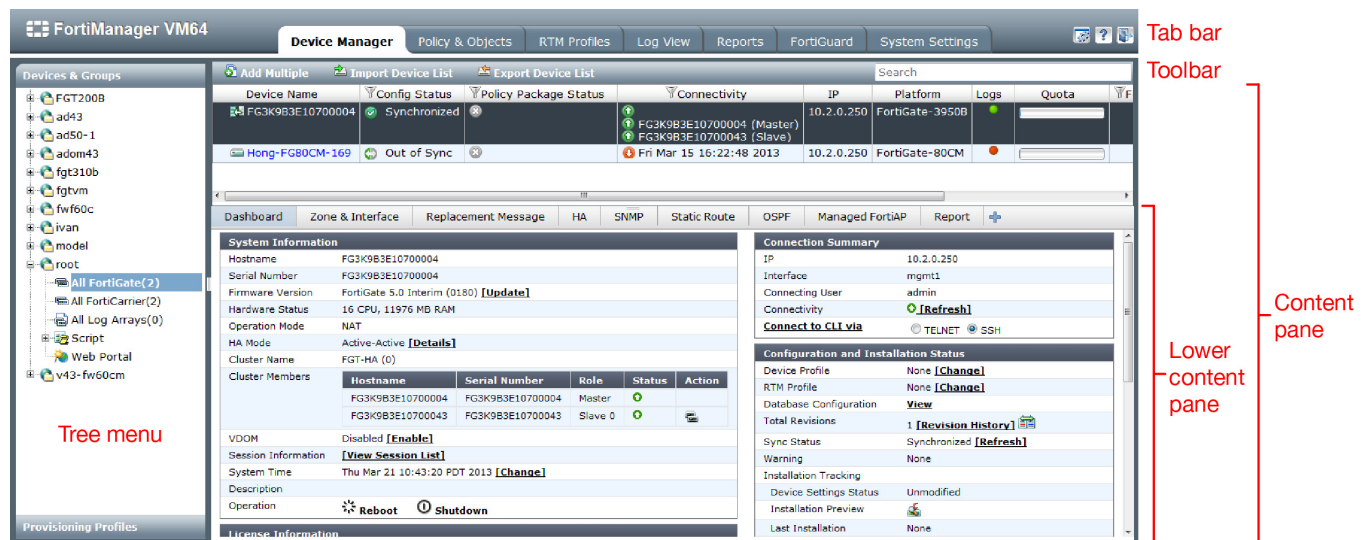 FortiManager VM64
Device Manager Policy & Objects RTM Profiles Log View Reports FortiGuard System Settings
Tab bar
Devices & Groups
Add Multiple Import Device List Export Device List Search
Toolbar
Device Name Config Status Policy Package Status Connectivity IP Platform Logs Quota F
FG3K9B3E10700004 Synchronized 10.2.0.250 FortiGate-3950B
FG3K9B3E10700004 (Master)
FG3K9B3E10700043 (Slave)
Hong-FG80CM-169 Out of Sync Fri Mar 15 16:22:48 2013 10.2.0.250 FortiGate-80CM
FGT200B
ad43
ad50-1
adom43
fgt310b
fgtvm
fwf60c
ivan
model
root
All FortiGate(2)
All FortiCarrier(2)
All Log Arrays(0)
Script
Web Portal
v43-fw60cm
Tree menu
Provisioning Profiles
Dashboard Zone & Interface Replacement Message HA SNMP Static Route OSPF Managed FortiAP Report
System Information
Hostname FG3K9B3E10700004
Serial Number FG3K9B3E10700004
Firmware Version FortiGate 5.0 Interim (0180) [Update]
Hardware Status 16 CPU, 11976 MB RAM
Operation Mode NAT
HA Mode Active-Active [Details]
Cluster Name FGT-HA (0)
Cluster Members
Hostname Serial Number Role Status Action
FG3K9B3E10700004 FG3K9B3E10700004 Master
FG3K9B3E10700043 FG3K9B3E10700043 Slave 0
VDOM Disabled [Enable]
Session Information [View Session List]
System Time Thu Mar 21 10:43:20 PDT 2013 [Change]
Description
Operation Reboot Shutdown
License Information
Connection Summary
IP 10.2.0.250
Interface mgmt1
Connecting User admin
Connectivity [Refresh]
Connect to CLI via TELNET SSH
Configuration and Installation Status
Device Profile None [Change]
RTM Profile None [Change]
Database Configuration View
Total Revisions 1 [Revision History]
Sync Status Synchronized [Refresh]
Warning None
Installation Tracking
Device Settings Status Unmodified
Installation Preview
Last Installation None
Lower
content
pane
Content
pane